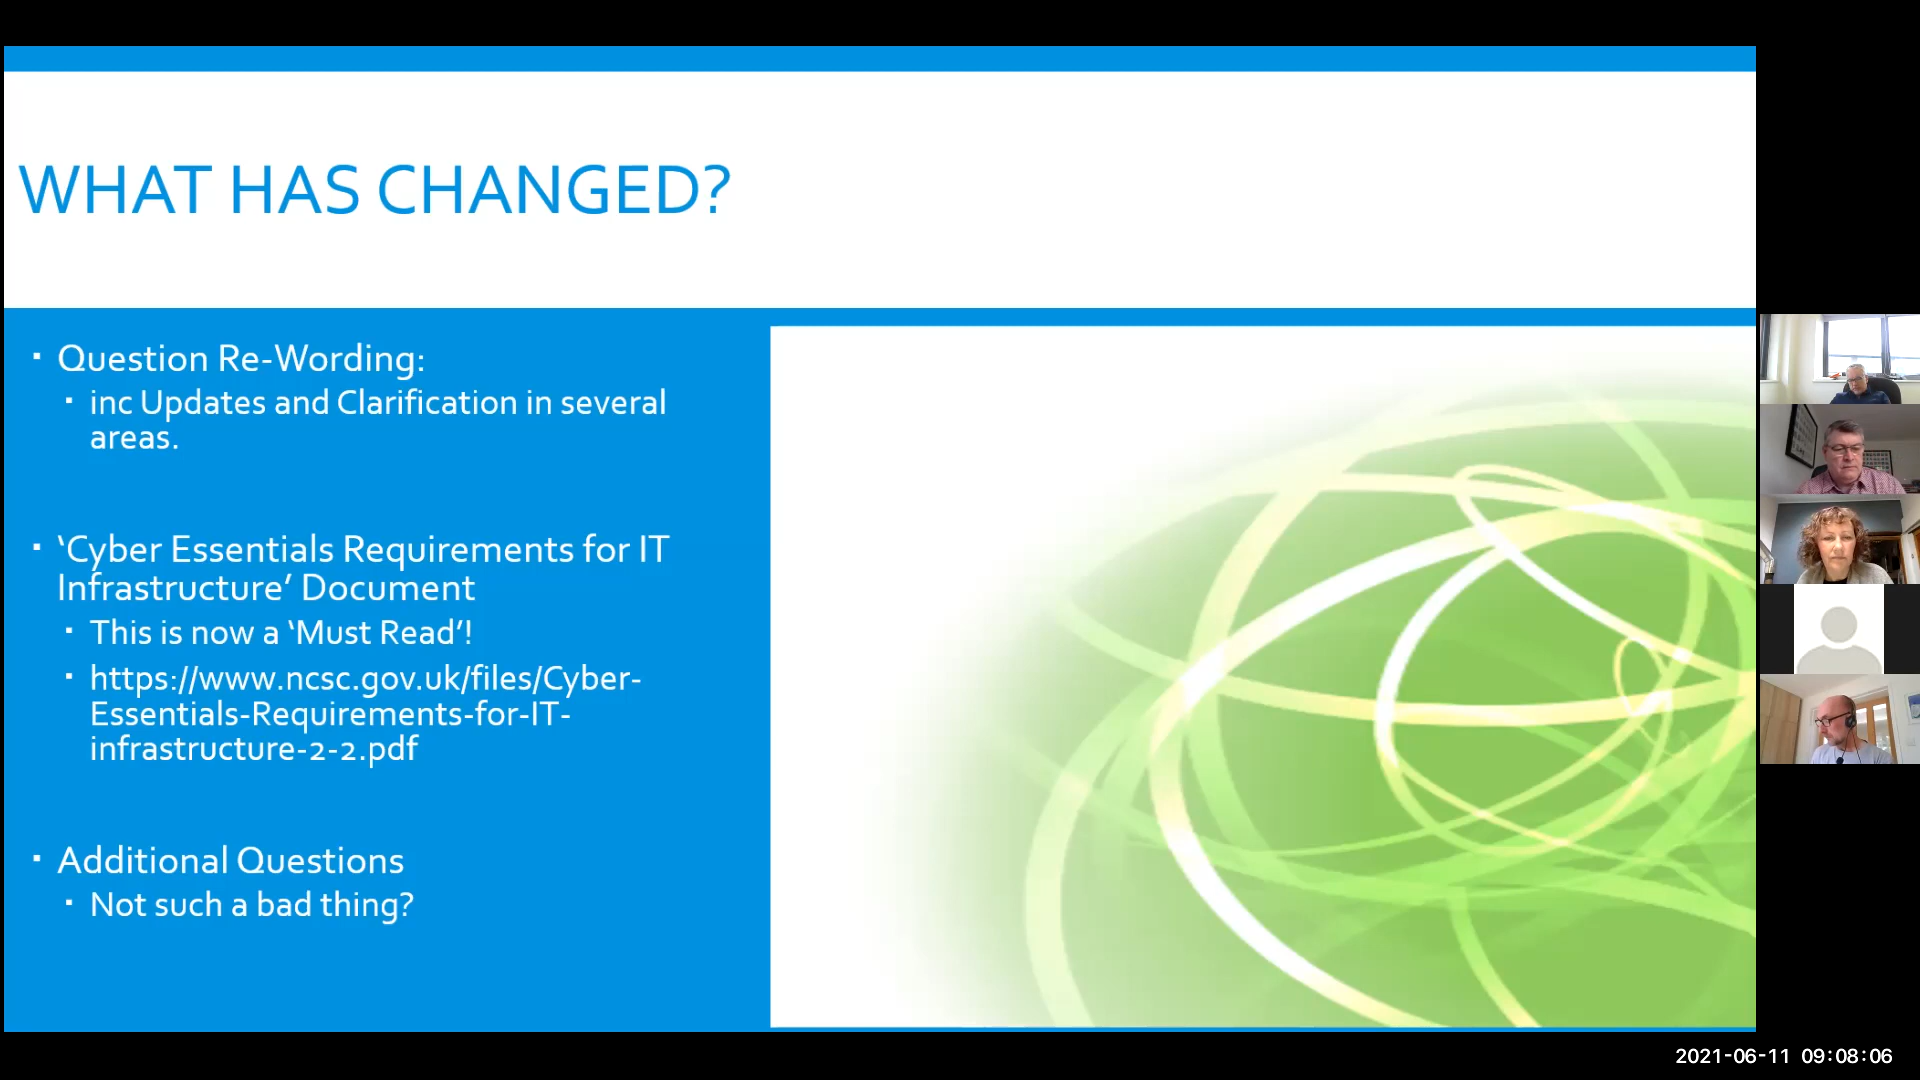 WHAT HAS CHANGED?
▪ Question Re-Wording:
▪ inc Updates and Clarification in several
areas.
▪ ‘Cyber Essentials Requirements for IT
Infrastructure’ Document
▪ This is now a ‘Must Read’!
▪ https://www.ncsc.gov.uk/files/Cyber-
Essentials-Requirements-for-IT-
infrastructure-2-2.pdf
▪ Additional Questions
▪ Not such a bad thing?
2021-06-11 09:08:06